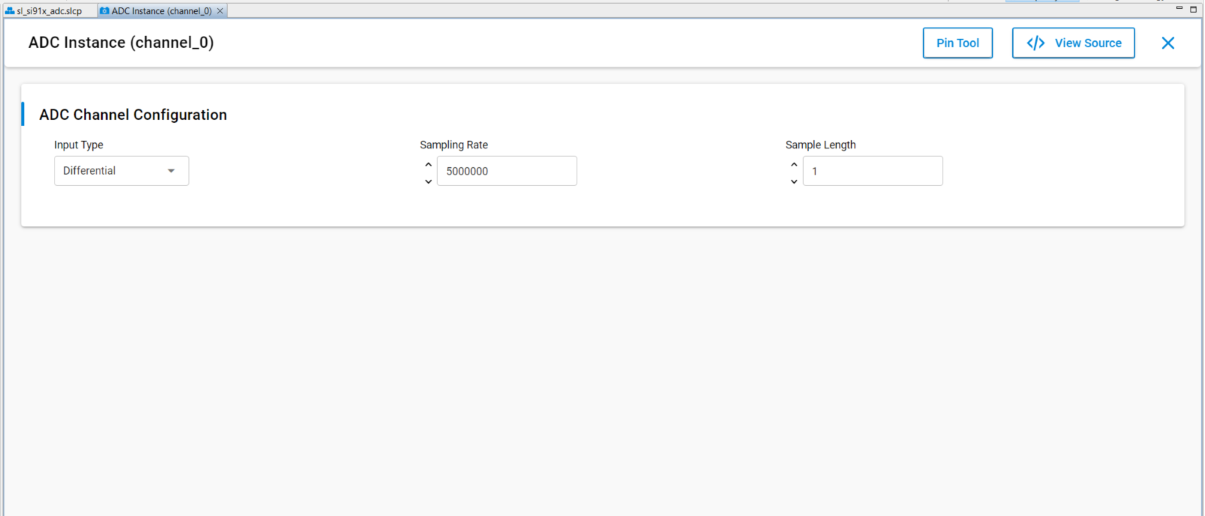 sl_si91x_adc.slcp
ADC Instance (channel_0)
ADC Instance (channel_0)
Pin Tool
</> View Source
ADC Channel Configuration
Input Type
Sampling Rate
Sample Length
Differential
5000000
1